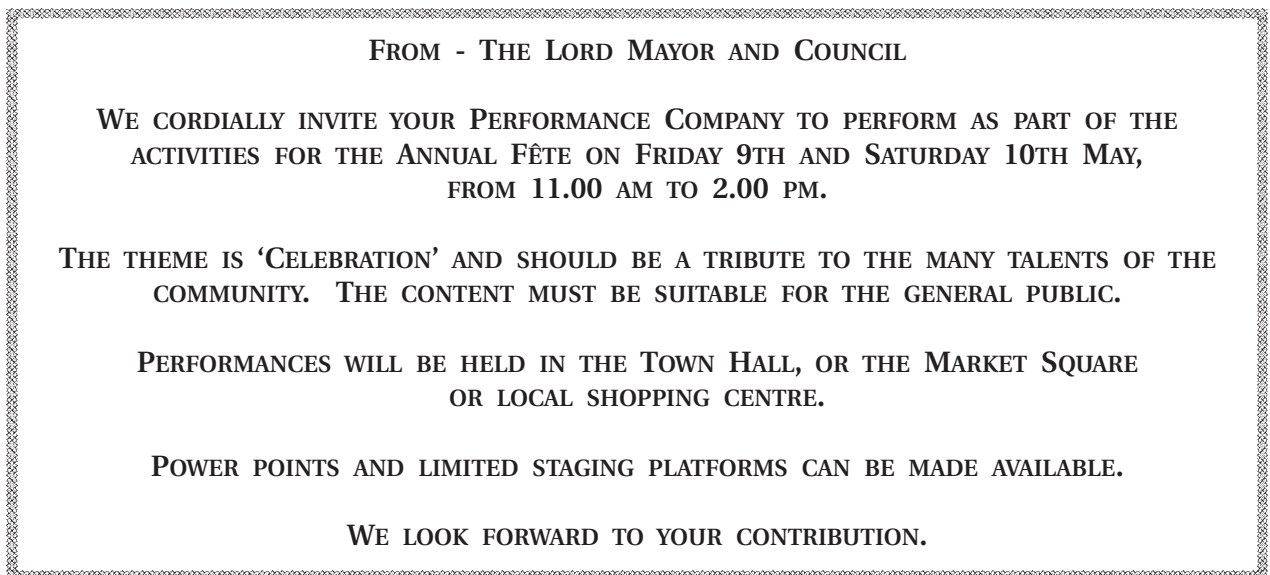 From - The Lord Mayor and Council
We cordially invite your Performance Company to perform as part of the
activities for the Annual Fête on Friday 9th and Saturday 10th May,
from 11.00 am to 2.00 pm.
The theme is ‘Celebration’ and should be a tribute to the many talents of the
community. The content must be suitable for the general public.
Performances will be held in the Town Hall, or the Market Square
or local shopping centre.
Power points and limited staging platforms can be made available.
We look forward to your contribution.